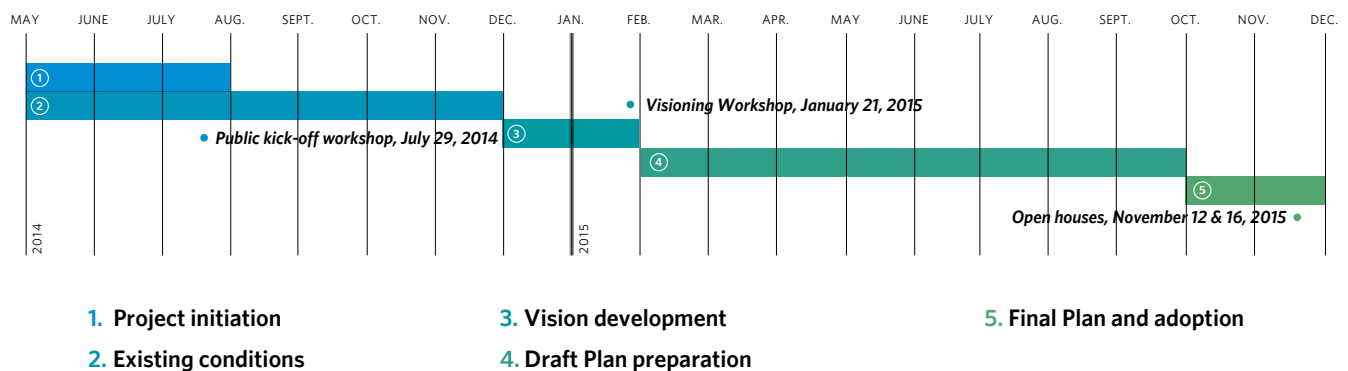 MAY JUNE JULY AUG. SEPT. OCT. NOV. DEC. JAN. FEB. MAR. APR. MAY JUNE JULY AUG. SEPT. OCT. NOV. DEC.
1
2
Visioning Workshop, January 21, 2015
Public kick-off workshop, July 29, 2014
3
4
5
Open houses, November 12 & 16, 2015
2014
2015
1. Project initiation
2. Existing conditions
3. Vision development
4. Draft Plan preparation
5. Final Plan and adoption